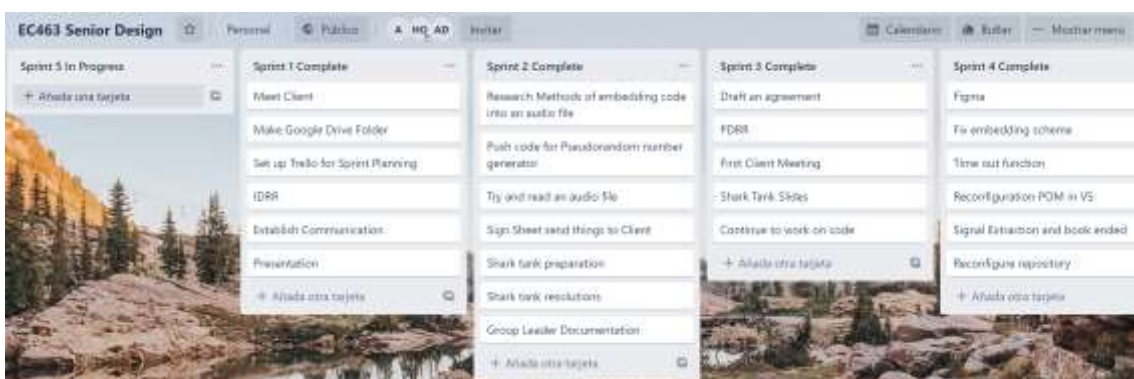 EC463 Senior Design
Personal
Público
A HQ AD
Invitar
Calendario
Butler
Mostrar menú
Sprint 5 In Progress
+ Añada una tarjeta
Sprint 1 Complete
Meet Client
Make Google Drive Folder
Set up Trello for Sprint Planning
Establish Communication
Presentation
+ Añada otra tarjeta
Sprint 2 Complete
Research Methods of embedding code
into an audio file
Push code for Pseudorandom number
generator
Try and read an audio file
Sign Sheet send things to Client
Shark tank preparation
Shark tank resolutions
Group Leader Documentation
+ Añada otra tarjeta
Sprint 3 Complete
Draft an agreement
First Client Meeting
Shark Tank Slides
Continue to work on code
+ Añada otra tarjeta
Sprint 4 Complete
Figma
Fix embedding scheme
Time out function
Reconfiguration POM in VS
Signal Extraction and book ended
Reconfigure repository
+ Añada otra tarjeta